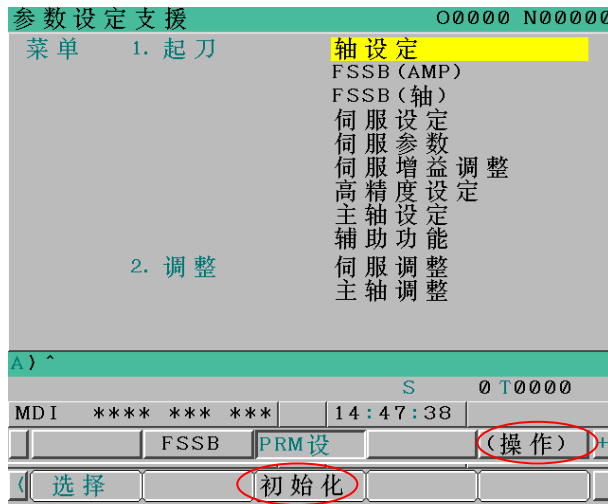 参数设定支援 O0000 N00000
菜单 1. 起刀 轴设定
FSSB(AMP)
FSSB(轴)
伺服设定
伺服参数
伺服增益调整
高精度设定
主轴设定
辅助功能
2. 调整 伺服调整
主轴调整
A)^
S 0T0000
MDI **** *** *** 14:47:38
FSSB PRM设 (操作) +
( 选择 初始化